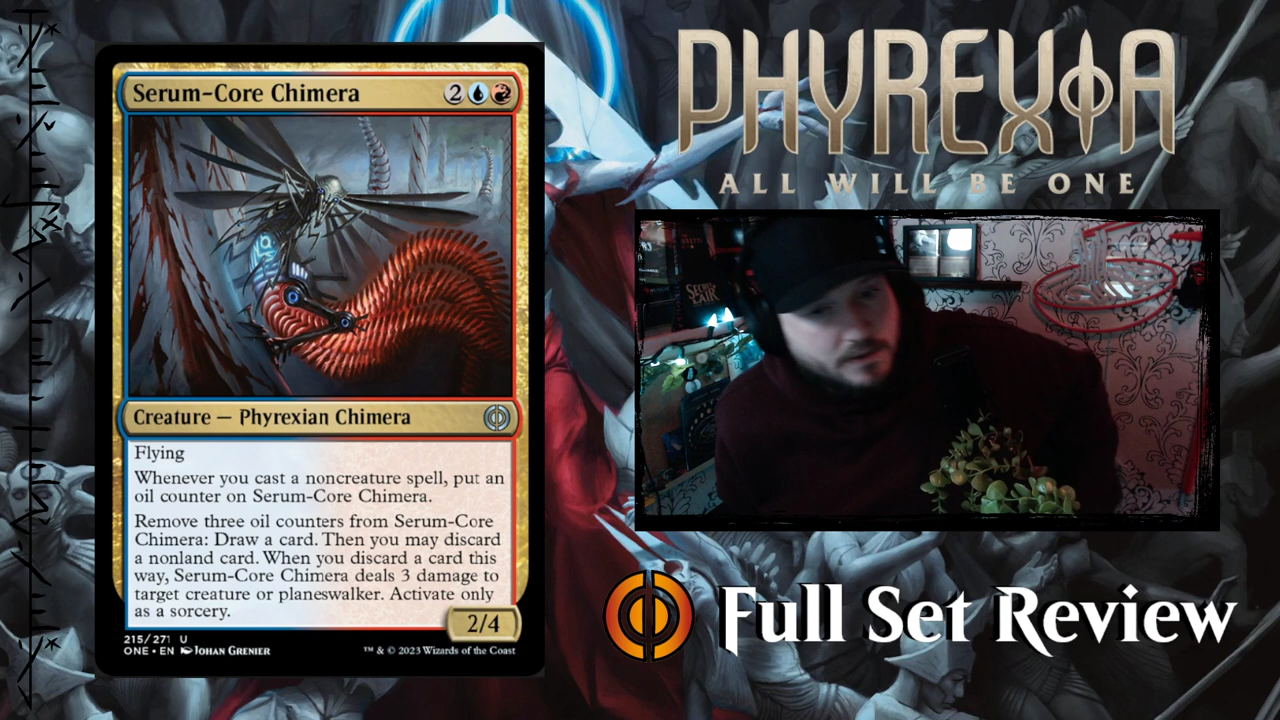 Serum-Core Chimera
2
Creature — Phyrexian Chimera
Flying
Whenever you cast a noncreature spell, put an
oil counter on Serum-Core Chimera.
Remove three oil counters from Serum-Core
Chimera: Draw a card. Then you may discard
a nonland card. When you discard a card this
way, Serum-Core Chimera deals 3 damage to
target creature or planeswalker. Activate only
as a sorcery.
2/4
215/271 U
ONE • EN Johan Grenier
™ & © 2023 Wizards of the Coast
PHYREXIA
ALL WILL BE ONE
SECRET
LAIR
Full Set Review